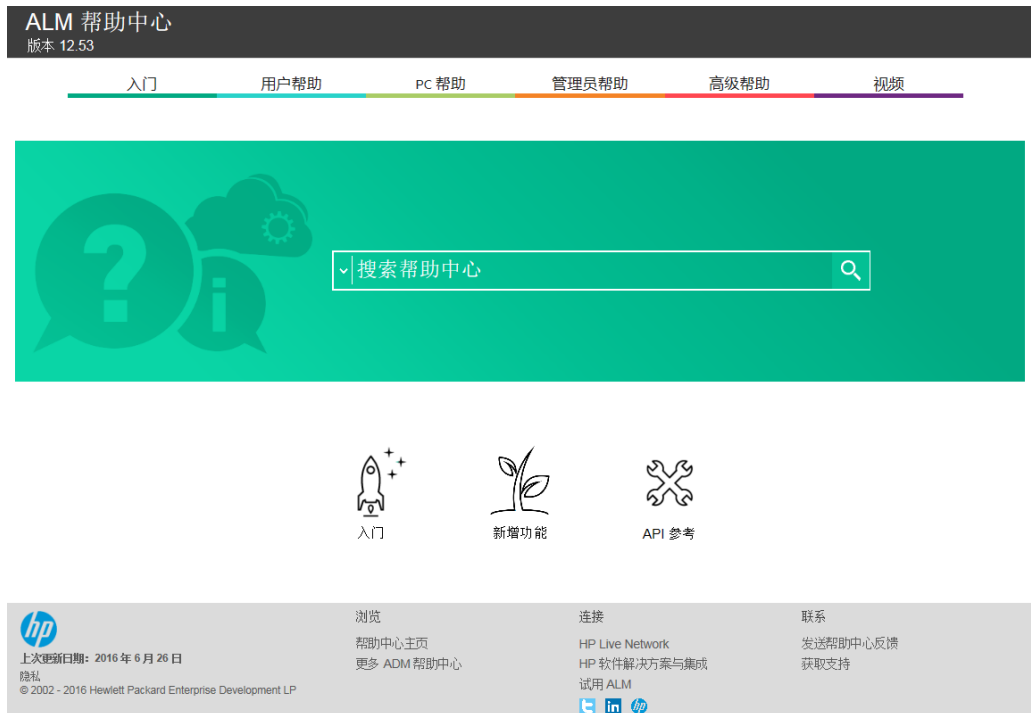 ALM 帮助中心
版本 12.53
入门 用户帮助 PC 帮助 管理员帮助 高级帮助 视频
搜索帮助中心
入门 新增功能 API 参考
hp
上次更新日期：2016 年 6 月 26 日
隐私
© 2002 - 2016 Hewlett Packard Enterprise Development LP
浏览
帮助中心主页
更多 ADM 帮助中心
连接
HP Live Network
HP 软件解决方案与集成
试用 ALM
in hp
联系
发送帮助中心反馈
获取支持